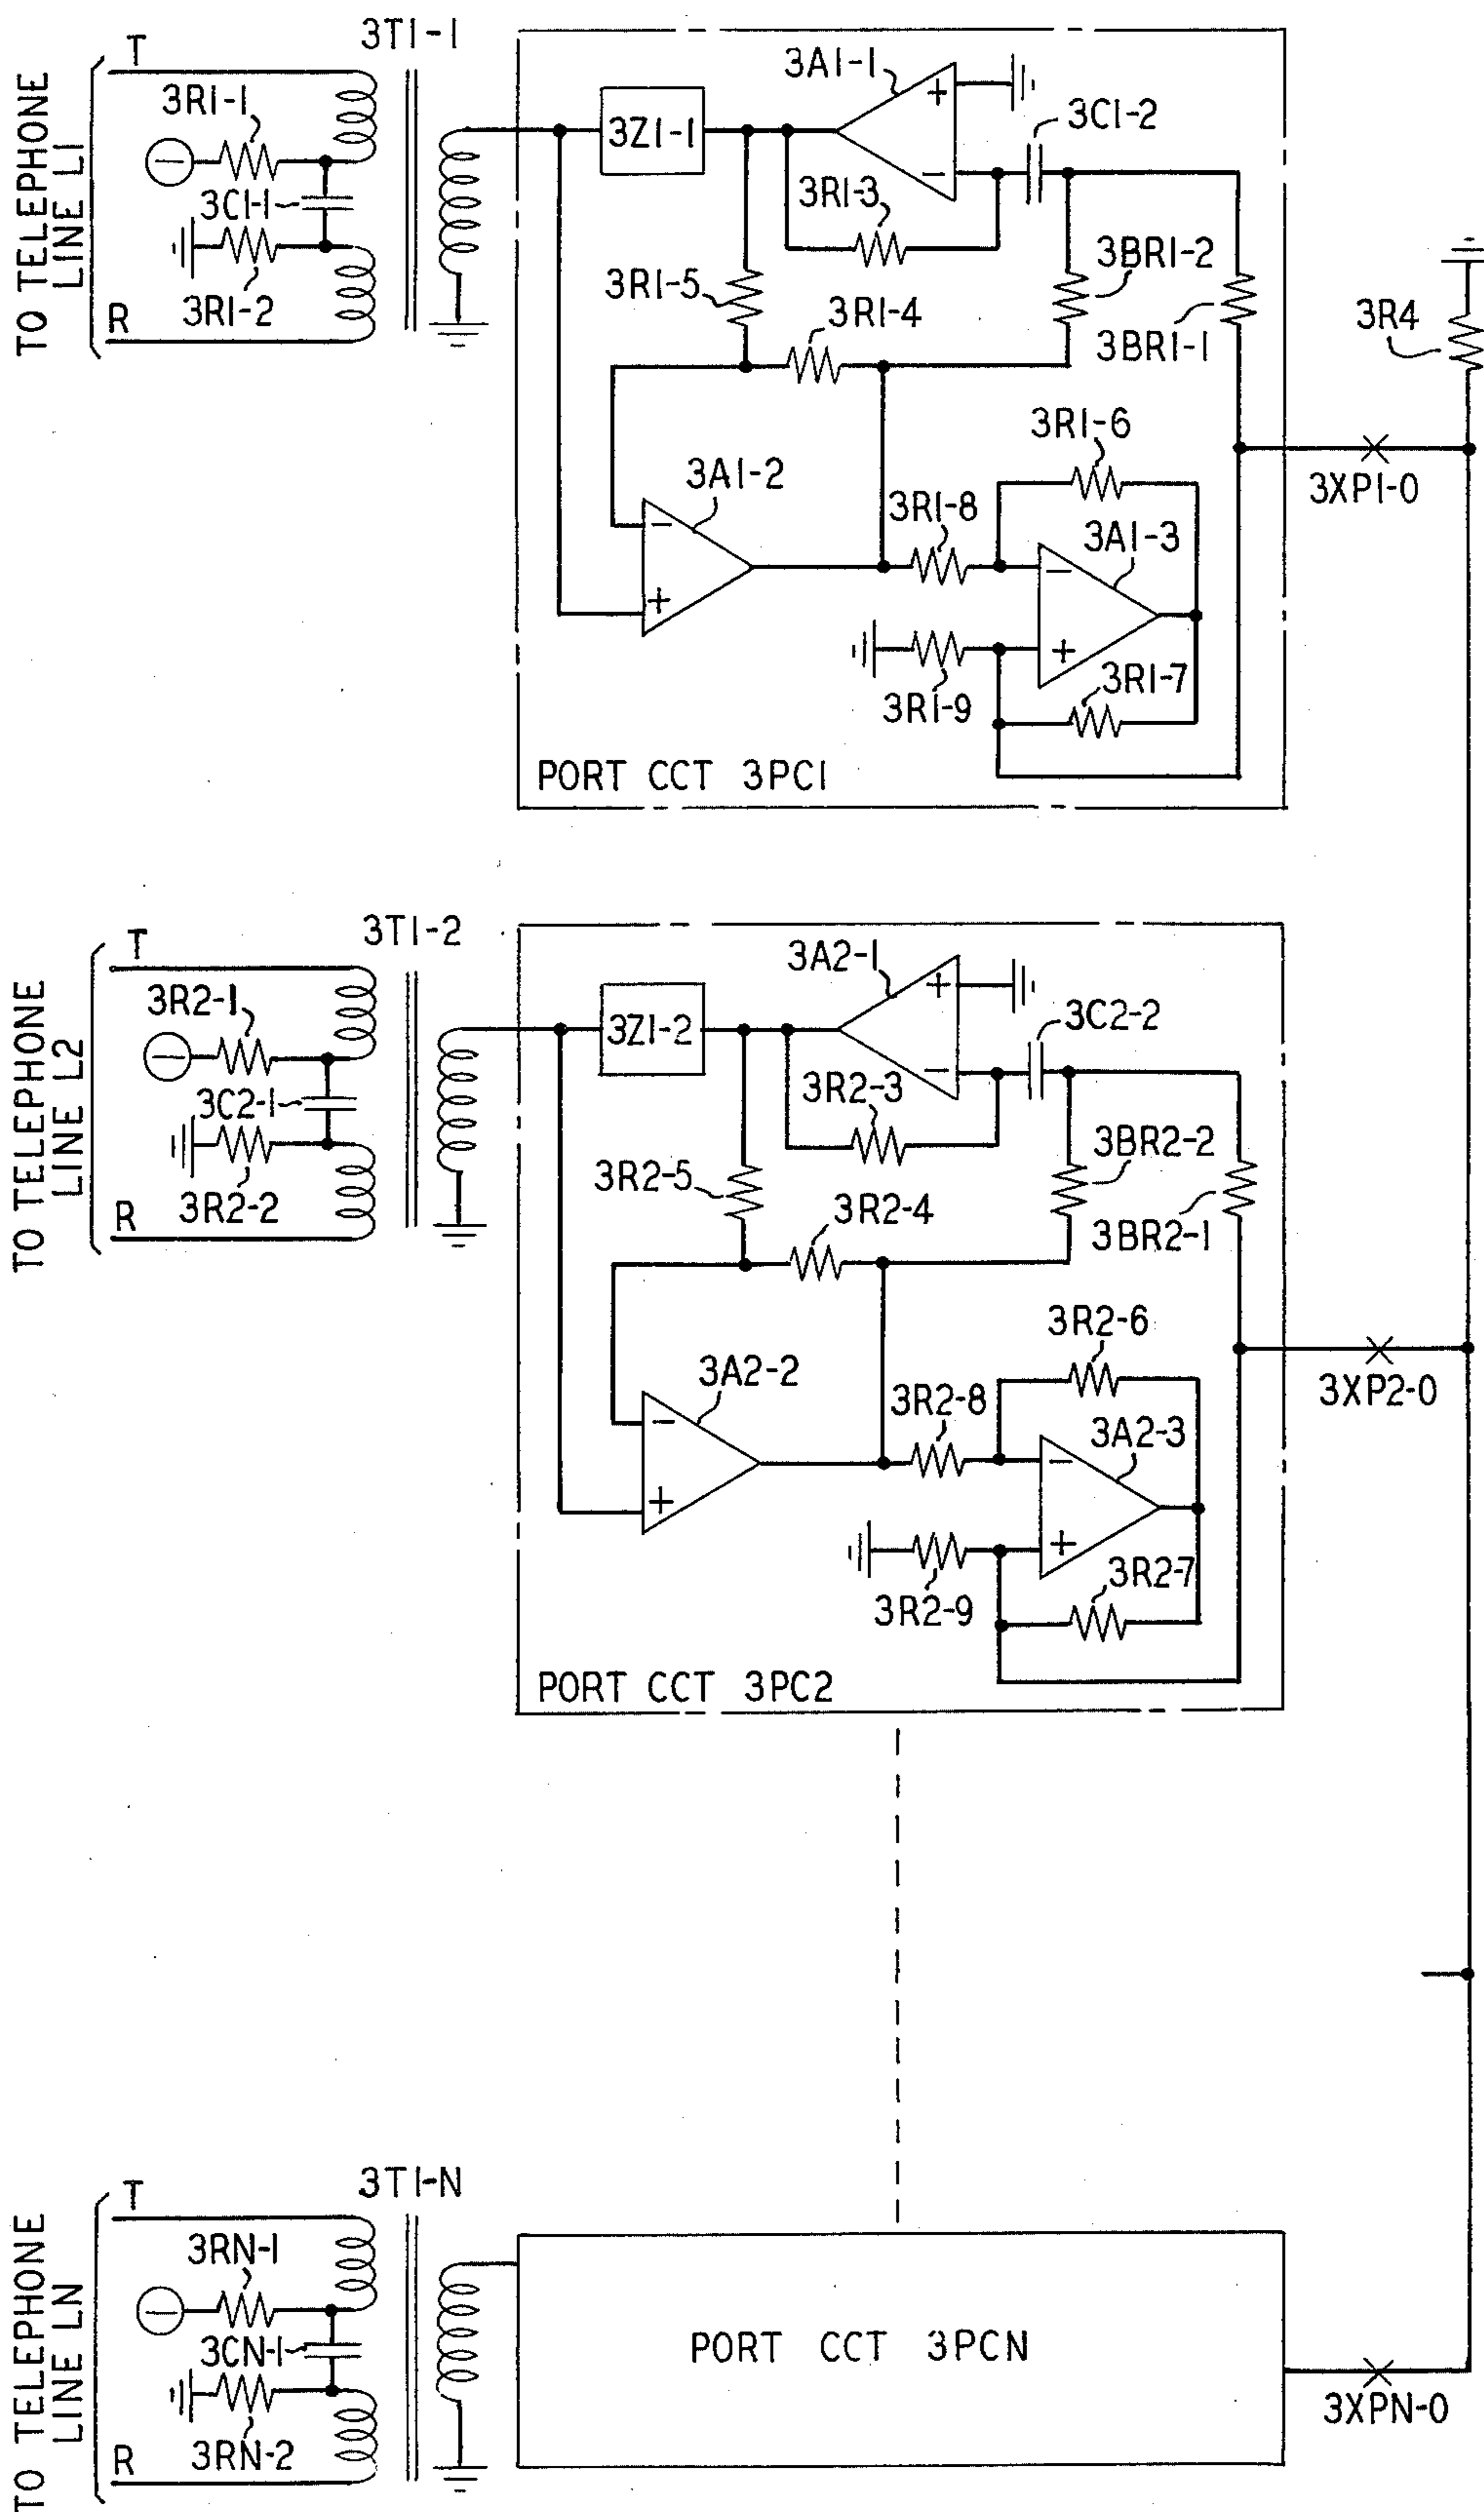 TO TELEPHONE
LINE L1
T
R
3T1-1
3R1-1
3C1-1
3R1-2
3Z1-1
3A1-1
+
-
3C1-2
3R1-3
3R1-5
3R1-4
3BR1-2
3BR1-1
3R4
3R1-6
3XP1-0
3A1-2
-
+
3R1-8
3A1-3
-
+
3R1-9
3R1-7
PORT CCT 3PC1
TO TELEPHONE
LINE L2
T
R
3T1-2
3R2-1
3C2-1
3R2-2
3Z1-2
3A2-1
+
-
3C2-2
3R2-3
3R2-5
3R2-4
3BR2-2
3BR2-1
3R2-6
3XP2-0
3A2-2
-
+
3R2-8
3A2-3
-
+
3R2-9
3R2-7
PORT CCT 3PC2
TO TELEPHONE
LINE LN
T
R
3T1-N
3RN-1
3CN-1
3RN-2
PORT CCT 3PCN
3XPN-0